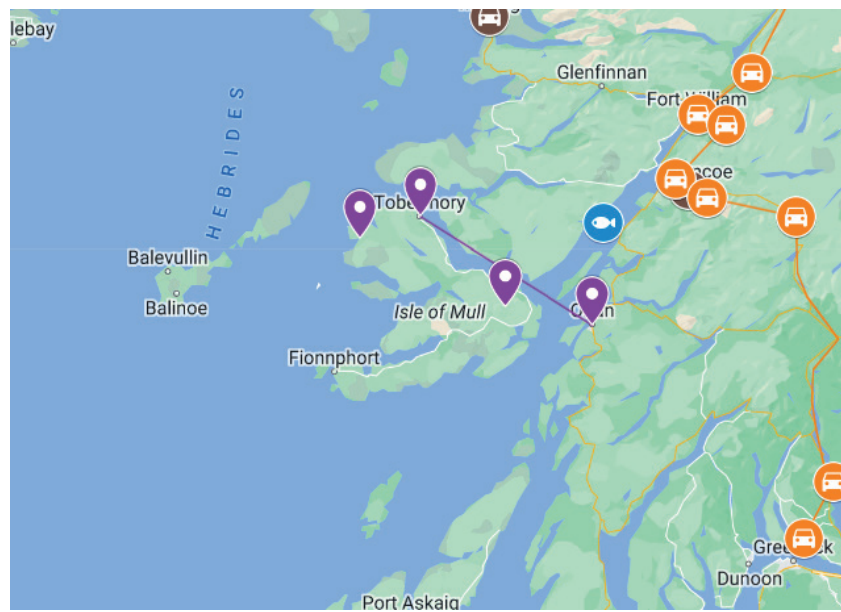 lebay
Glenfinnan
Fort William
HEBRIDES
Tobermory
Balevullin
Balinoe
Isle of Mull
Fionnphort
Dunoon
Port Askaig